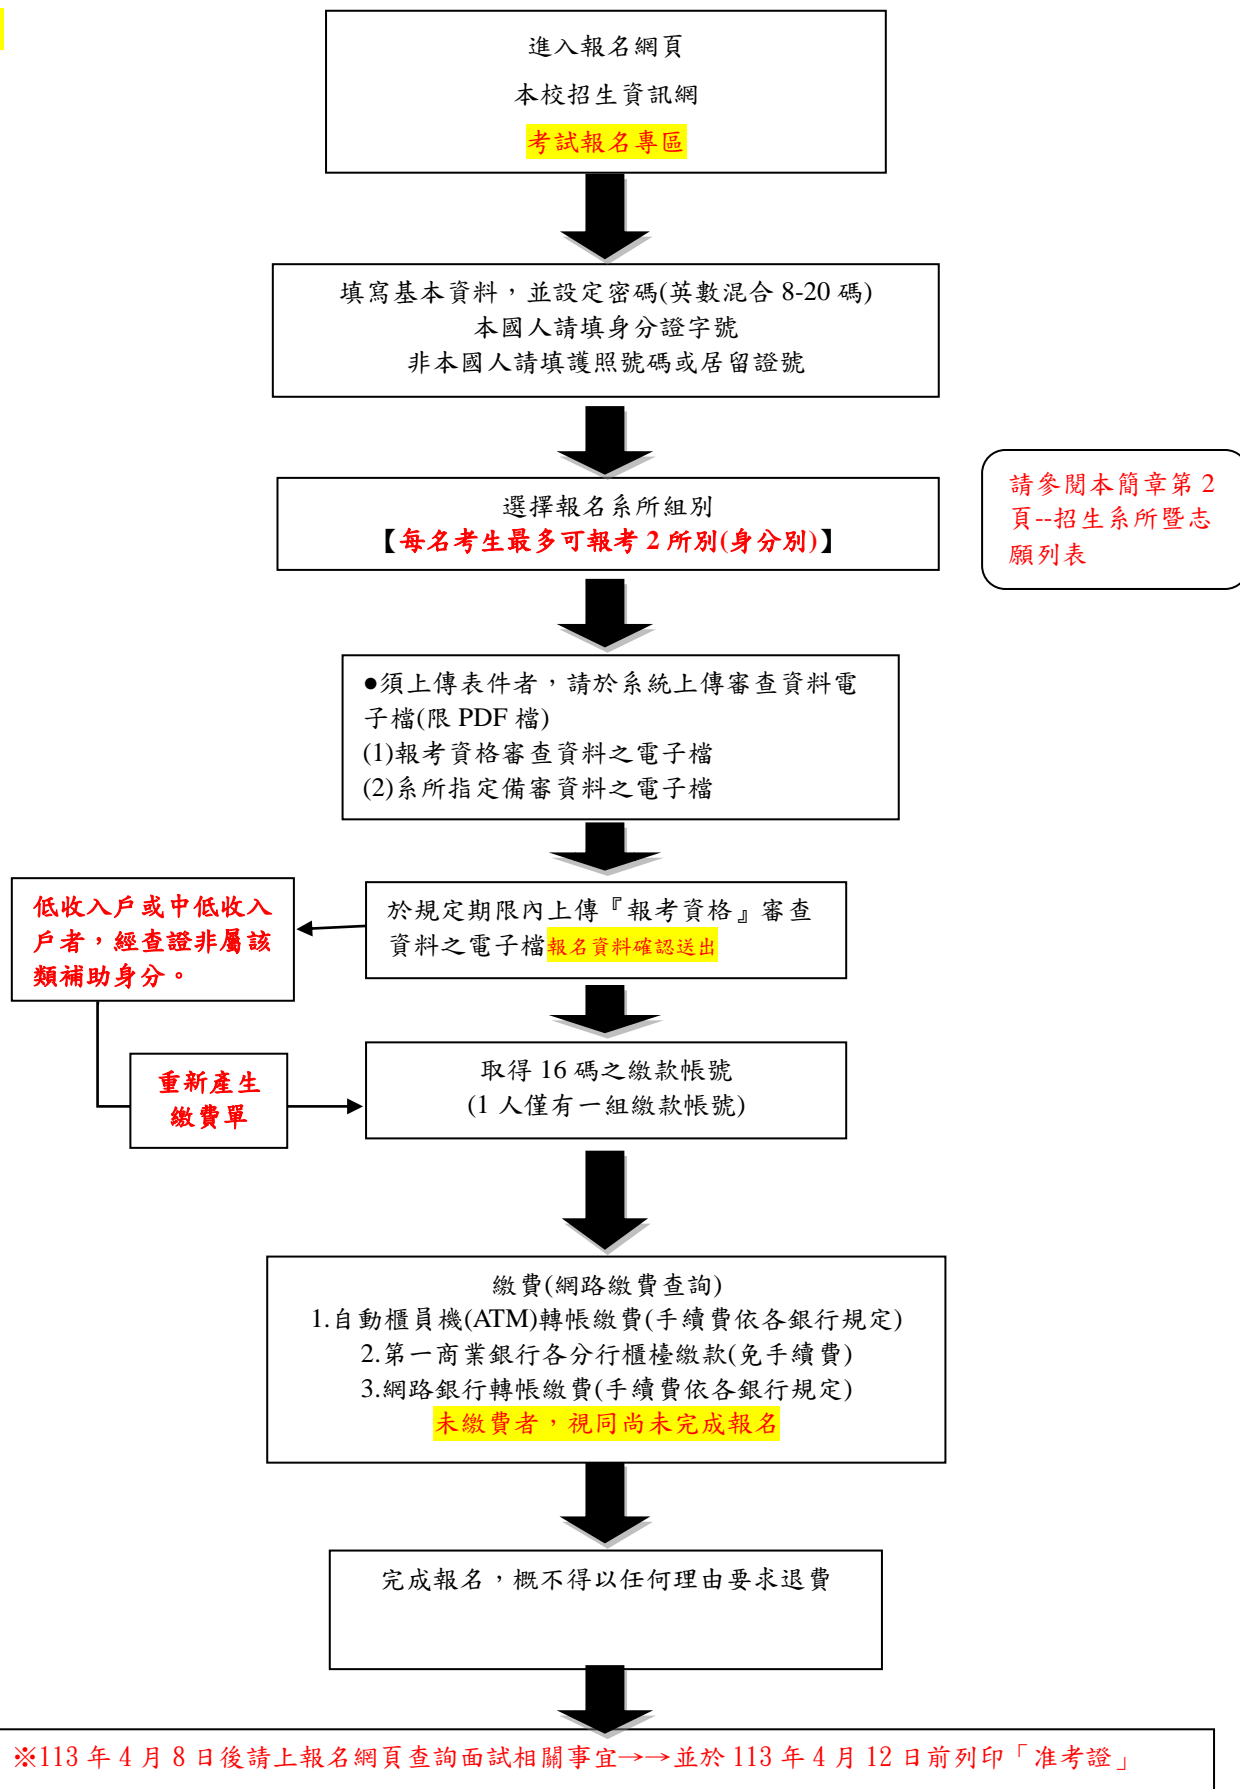 進入報名網頁
本校招生資訊網
考試報名專區
填寫基本資料，並設定密碼(英數混合 8-20 碼)
本國人請填身分證字號
非本國人請填護照號碼或居留證號
選擇報名系所組別
【每名考生最多可報考 2 所別(身分別)】
請參閱本簡章第 2
頁--招生系所暨志
願列表
●須上傳表件者，請於系統上傳審查資料電
子檔(限 PDF 檔)
(1)報考資格審查資料之電子檔
(2)系所指定備審資料之電子檔
低收入戶或中低收入
戶者，經查證非屬該
類補助身分。
於規定期限內上傳『報考資格』審查
資料之電子檔報名資料確認送出
重新產生
繳費單
取得 16 碼之繳款帳號
(1 人僅有一組繳款帳號)
繳費(網路繳費查詢)
1.自動櫃員機(ATM)轉帳繳費(手續費依各銀行規定)
2.第一商業銀行各分行櫃檯繳款(免手續費)
3.網路銀行轉帳繳費(手續費依各銀行規定)
未繳費者，視同尚未完成報名
完成報名，概不得以任何理由要求退費
※113 年 4 月 8 日後請上報名網頁查詢面試相關事宜→→並於 113 年 4 月 12 日前列印「准考證」